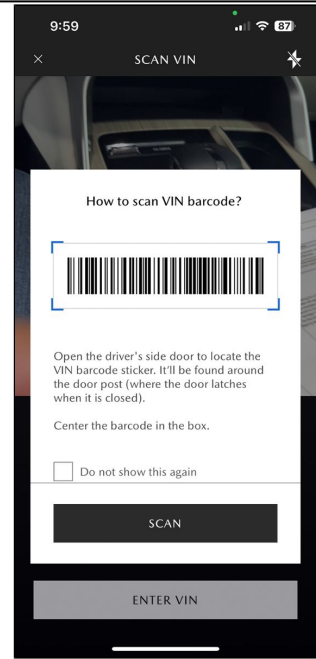 9:59
87
SCAN VIN
How to scan VIN barcode?
Open the driver's side door to locate the
VIN barcode sticker. It'll be found around
the door post (where the door latches
when it is closed).
Center the barcode in the box.
Do not show this again
SCAN
ENTER VIN